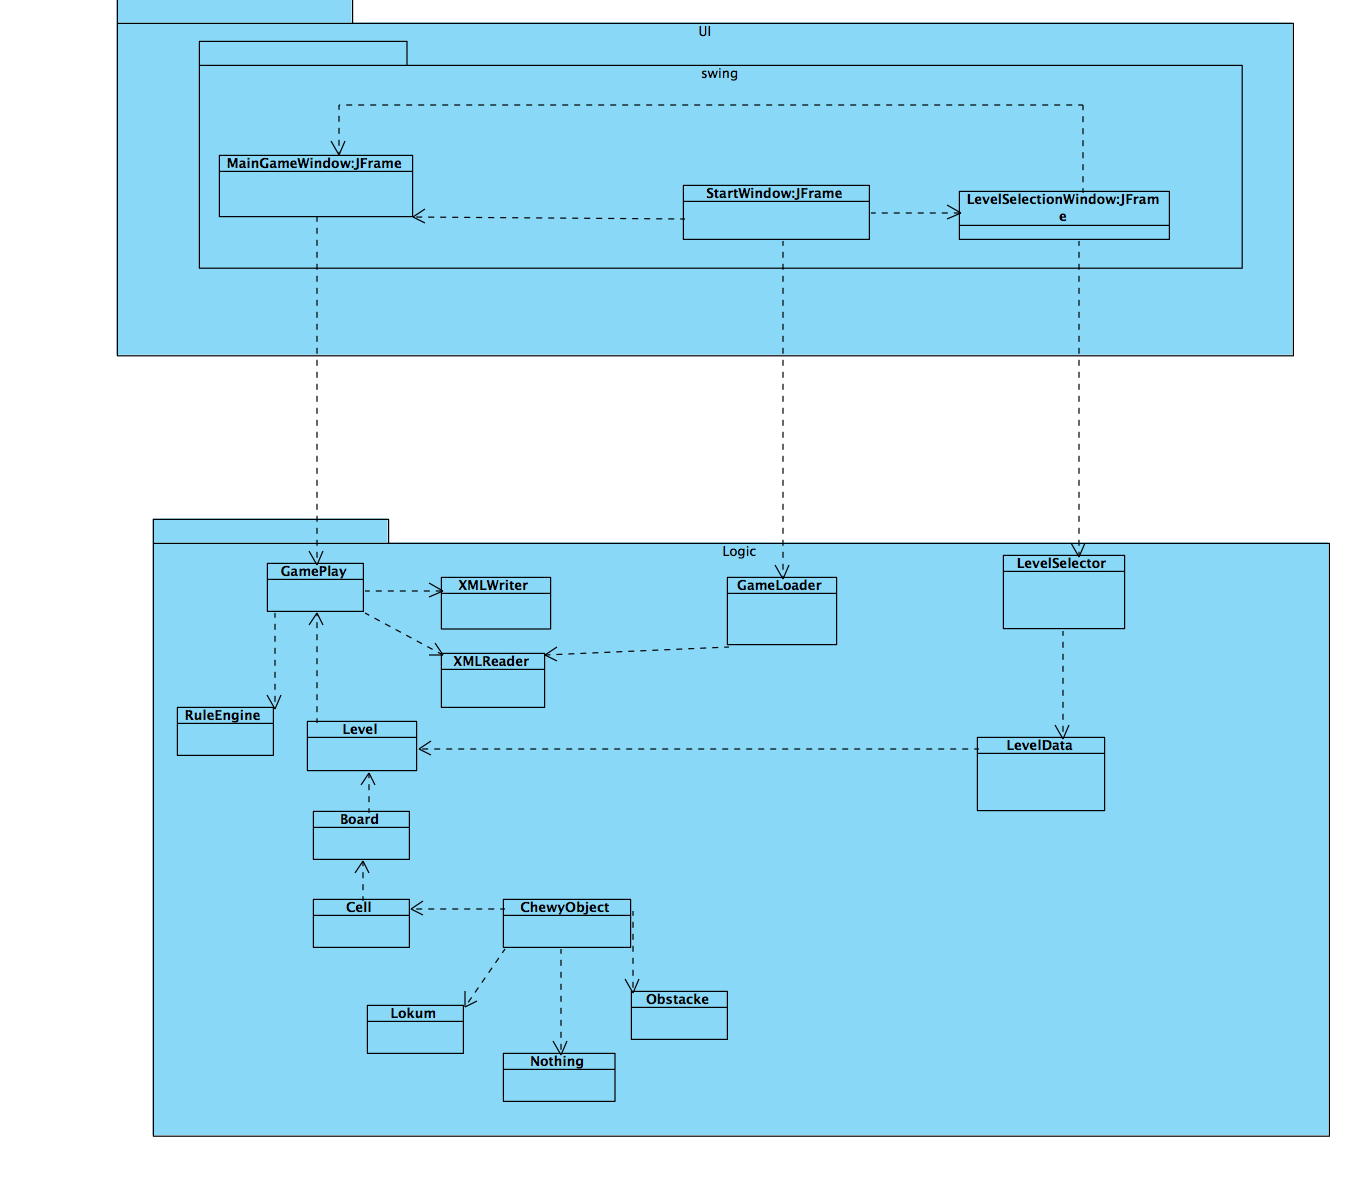 UI
swing
MainGameWindow:JFrame
StartWindow:JFrame
LevelSelectionWindow:JFram
e
Logic
GamePlay
XMLWriter
GameLoader
LevelSelector
XMLReader
RuleEngine
Level
LevelData
Board
Cell
ChewyObject
Lokum
Obstacke
Nothing